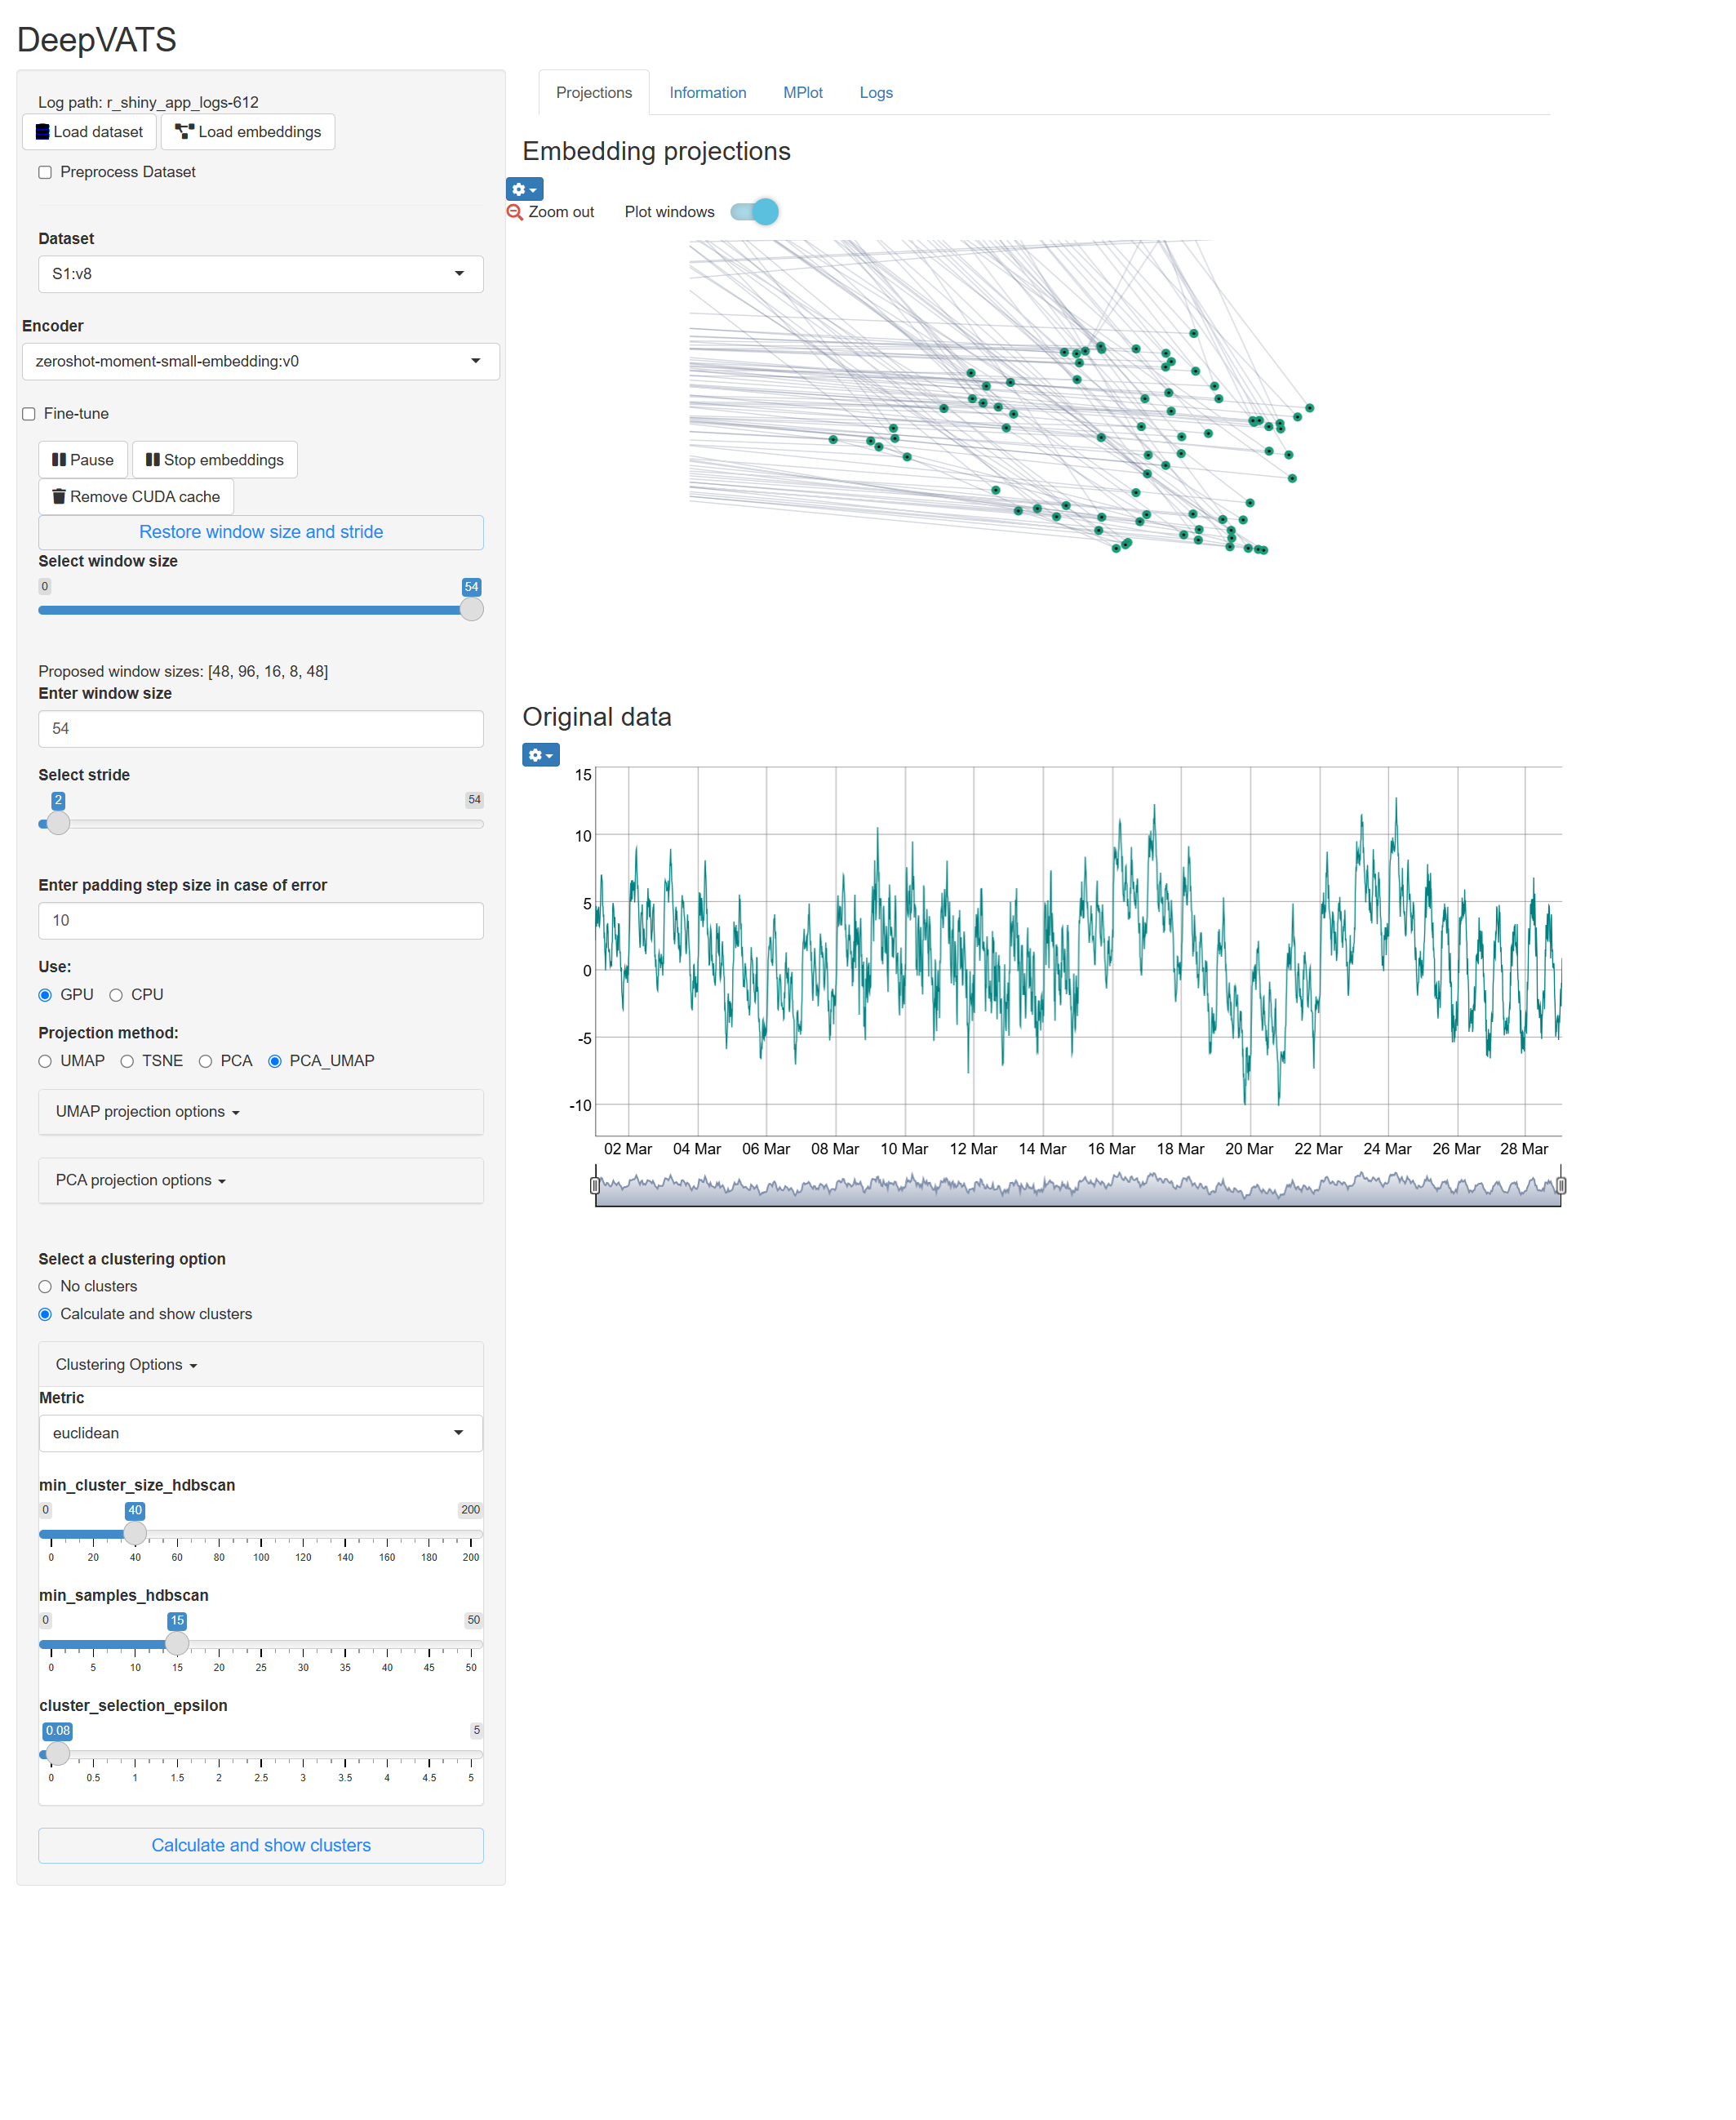 DeepVATS
Log path: r_shiny_app_logs-612
Load dataset Load embeddings
Preprocess Dataset
Dataset
S1:v8
Encoder
zeroshot-moment-small-embedding:v0
Fine-tune
Pause Stop embeddings
Remove CUDA cache
Restore window size and stride
Select window size
0 54
Proposed window sizes: [48, 96, 16, 8, 48]
Enter window size
54
Select stride
2 54
Enter padding step size in case of error
10
Use:
GPU CPU
Projection method:
UMAP TSNE PCA PCA_UMAP
UMAP projection options
PCA projection options
Select a clustering option
No clusters
Calculate and show clusters
Clustering Options
Metric
euclidean
min_cluster_size_hdbscan
0 40 200
0 20 40 60 80 100 120 140 160 180 200
min_samples_hdbscan
0 15 50
0 5 10 15 20 25 30 35 40 45 50
cluster_selection_epsilon
0.08 5
0 0.5 1 1.5 2 2.5 3 3.5 4 4.5 5
Calculate and show clusters
Projections Information MPlot Logs
Embedding projections
Zoom out Plot windows
Original data
15
10
5
0
-5
-10
02 Mar 04 Mar 06 Mar 08 Mar 10 Mar 12 Mar 14 Mar 16 Mar 18 Mar 20 Mar 22 Mar 24 Mar 26 Mar 28 Mar